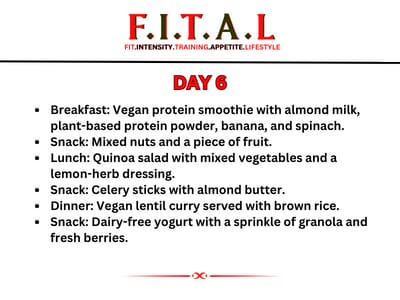 F.I.T.A.L
FIT.INTENSITY.TRAINING.APPETITE.LIFESTYLE
DAY 6
▪ Breakfast: Vegan protein smoothie with almond milk,
plant-based protein powder, banana, and spinach.
▪ Snack: Mixed nuts and a piece of fruit.
▪ Lunch: Quinoa salad with mixed vegetables and a
lemon-herb dressing.
▪ Snack: Celery sticks with almond butter.
▪ Dinner: Vegan lentil curry served with brown rice.
▪ Snack: Dairy-free yogurt with a sprinkle of granola and
fresh berries.